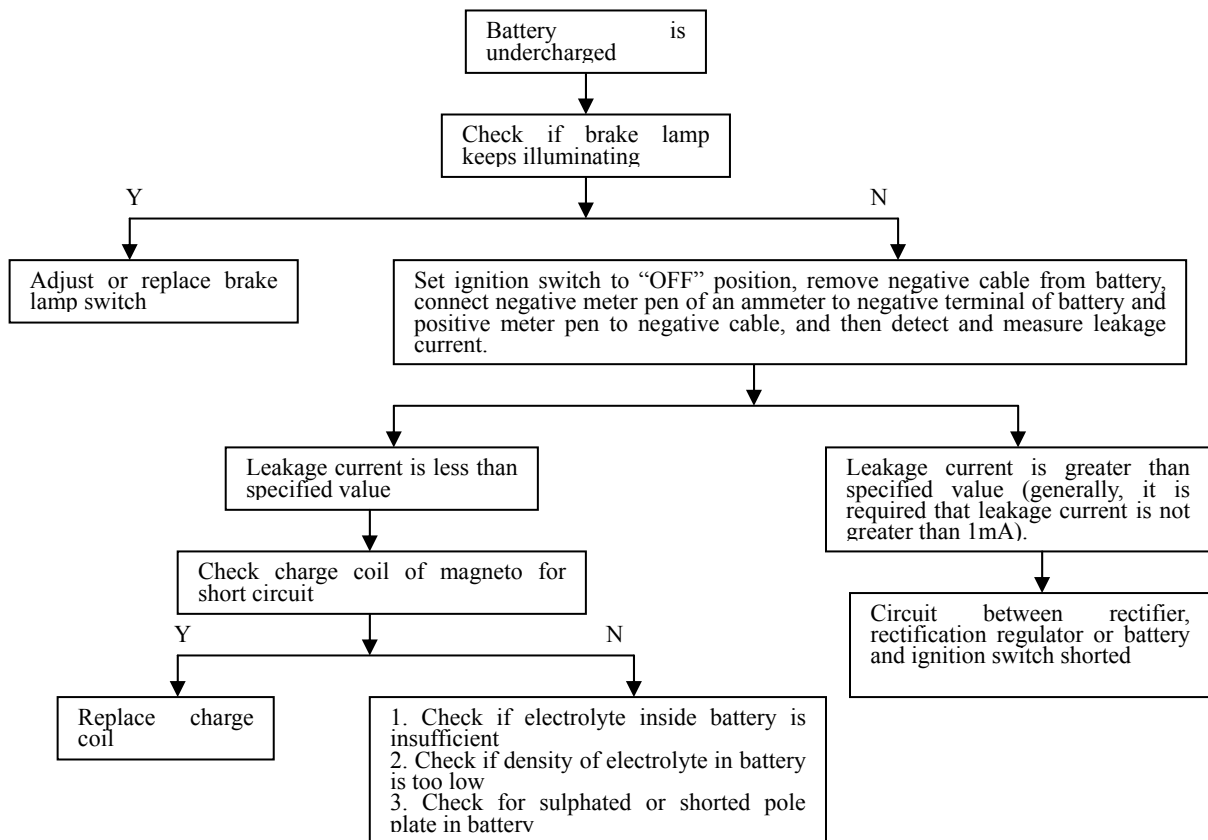 Battery is
undercharged
Check if brake lamp
keeps illuminating
Y
N
Adjust or replace brake
lamp switch
Set ignition switch to “OFF” position, remove negative cable from battery,
connect negative meter pen of an ammeter to negative terminal of battery and
positive meter pen to negative cable, and then detect and measure leakage
current.
Leakage current is less than
specified value
Leakage current is greater than
specified value (generally, it is
required that leakage current is not
greater than 1mA).
Check charge coil of magneto for
short circuit
Circuit between rectifier,
rectification regulator or battery
and ignition switch shorted
Y
N
Replace charge
coil
1. Check if electrolyte inside battery is
insufficient
2. Check if density of electrolyte in battery
is too low
3. Check for sulphated or shorted pole
plate in battery